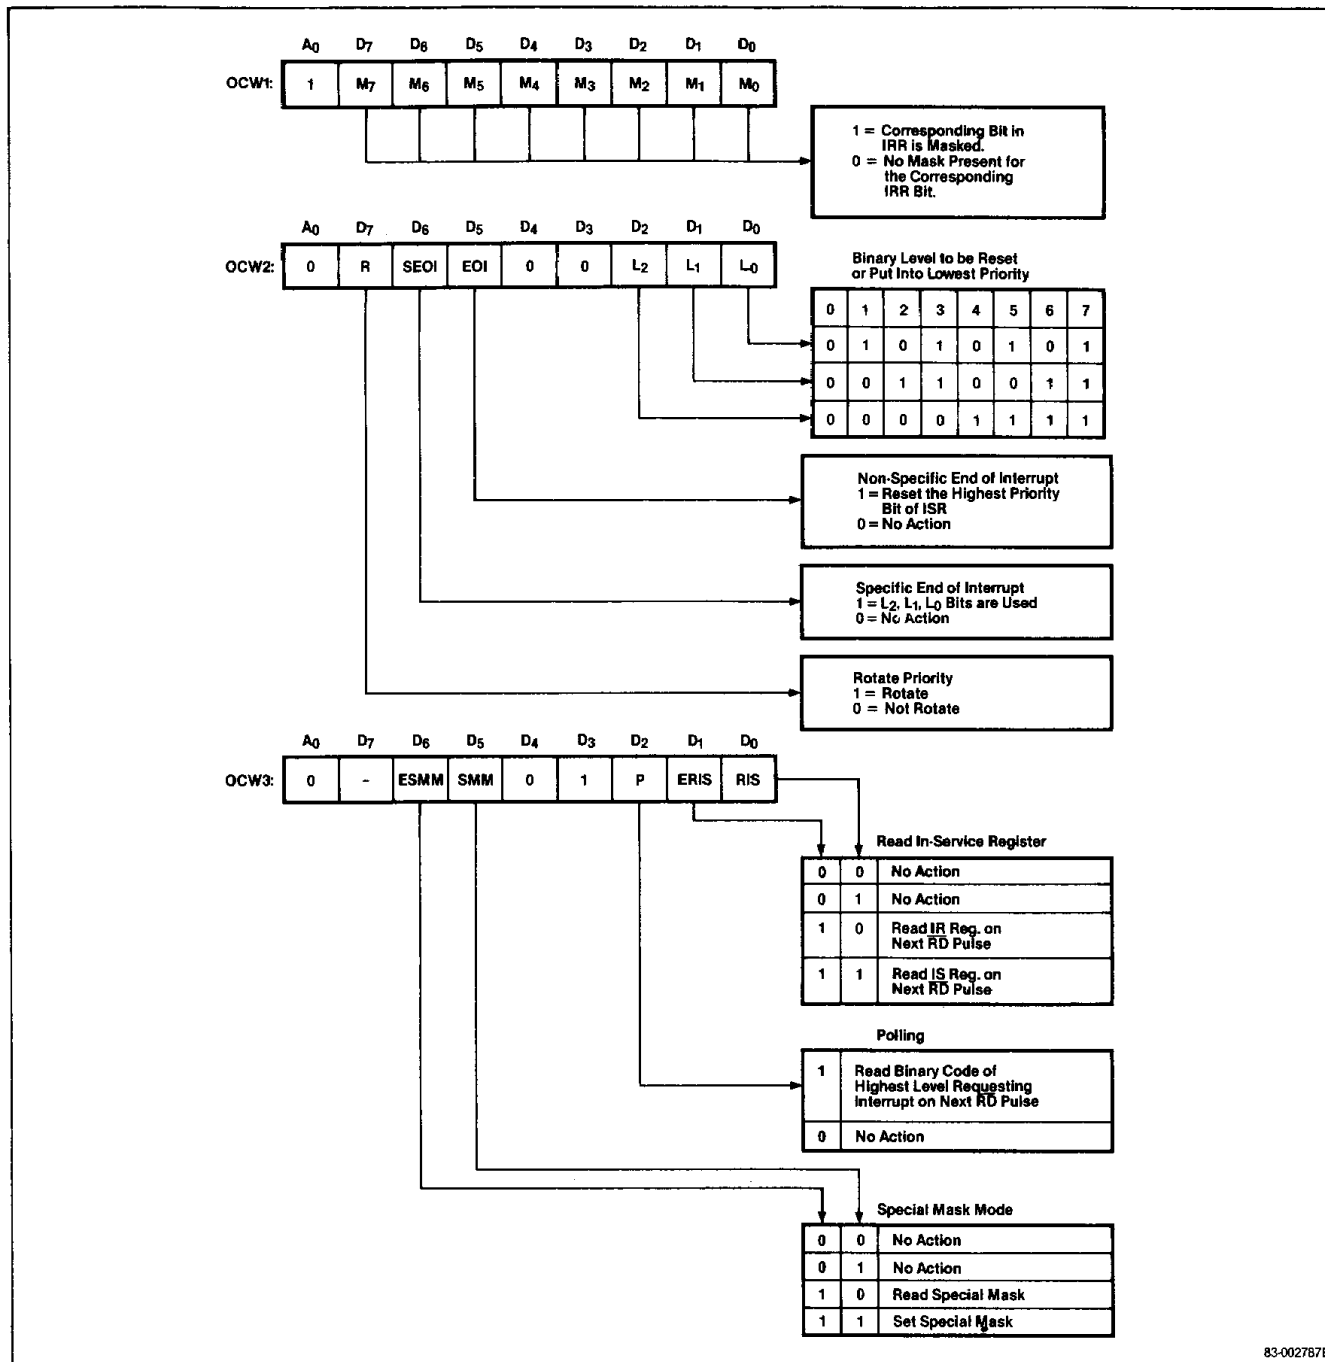 A0 D7 D6 D5 D4 D3 D2 D1 D0
OCW1: 1 M7 M6 M5 M4 M3 M2 M1 M0
1 = Corresponding Bit in
IRR is Masked.
0 = No Mask Present for
the Corresponding
IRR Bit.
A0 D7 D6 D5 D4 D3 D2 D1 D0
OCW2: 0 R SEOI EOI 0 0 L2 L1 L0
Binary Level to be Reset
or Put Into Lowest Priority
0 1 2 3 4 5 6 7
0 1 0 1 0 1 0 1
0 0 1 1 0 0 1 1
0 0 0 0 1 1 1 1
Non-Specific End of Interrupt
1 = Reset the Highest Priority
Bit of ISR
0 = No Action
Specific End of Interrupt
1 = L2, L1, L0 Bits are Used
0 = No Action
Rotate Priority
1 = Rotate
0 = Not Rotate
A0 D7 D6 D5 D4 D3 D2 D1 D0
OCW3: 0 - ESMM SMM 0 1 P ERIS RIS
Read In-Service Register
0 0 No Action
0 1 No Action
1 0 Read IR Reg. on
Next RD Pulse
1 1 Read IS Reg. on
Next RD Pulse
Polling
1 Read Binary Code of
Highest Level Requesting
Interrupt on Next RD Pulse
0 No Action
Special Mask Mode
0 0 No Action
0 1 No Action
1 0 Read Special Mask
1 1 Set Special Mask